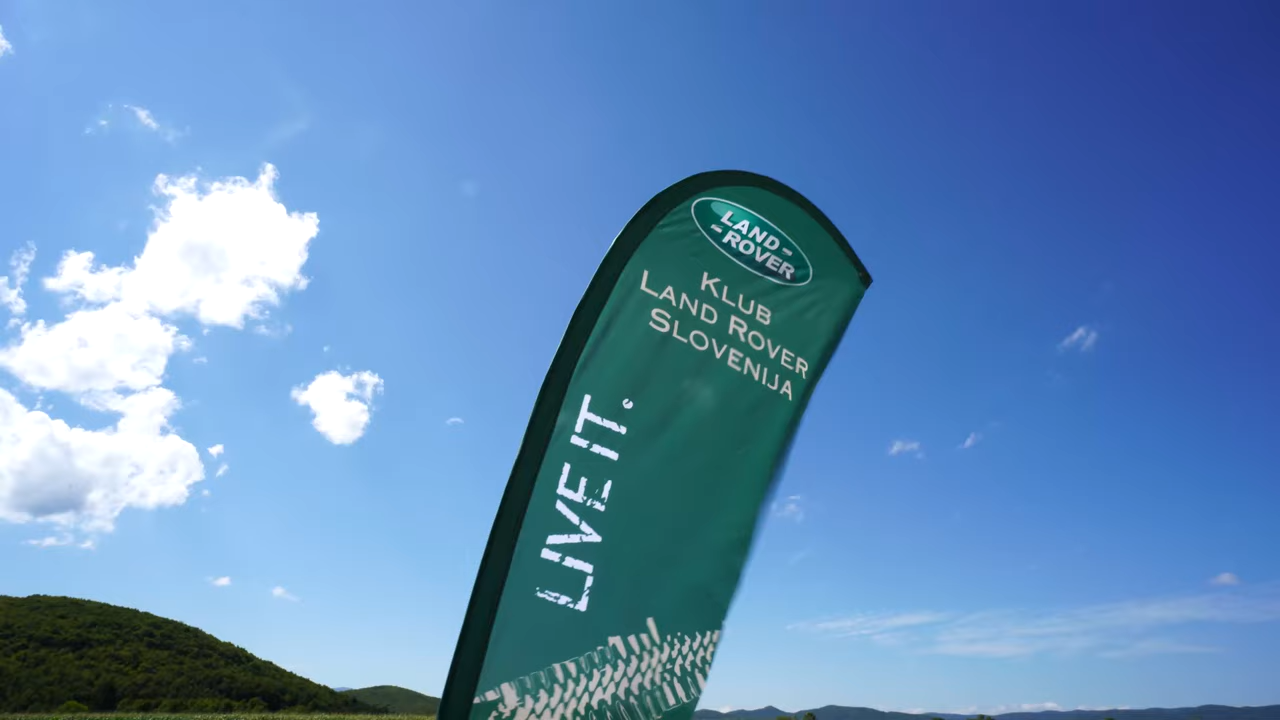 LAND -
- ROVER
KLUB
LAND ROVER
SLOVENIJA
LIVE IT.